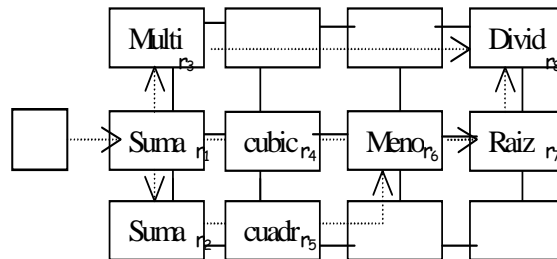 Multi r3 Divid r8
Suma r1 cubic r4 Meno r6 Raiz r7
Suma r2 cuadr r5